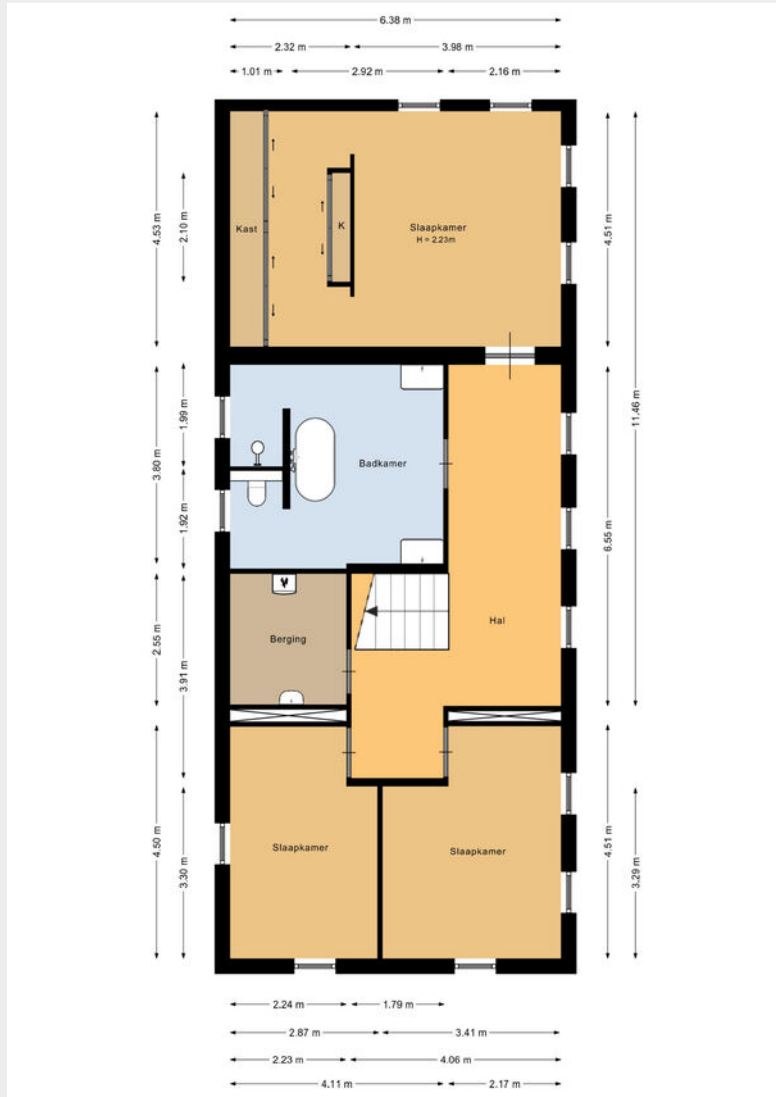 6.38 m
2.32 m
3.98 m
1.01 m
2.92 m
2.16 m
4.53 m
2.10 m
Kast
K
Slaapkamer
H = 2.23m
4.51 m
11.46 m
3.80 m
1.99 m
1.92 m
Badkamer
6.55 m
2.55 m
3.91 m
Berging
Hal
4.50 m
3.30 m
Slaapkamer
Slaapkamer
4.51 m
3.29 m
2.24 m
1.79 m
2.87 m
3.41 m
2.23 m
4.06 m
4.11 m
2.17 m